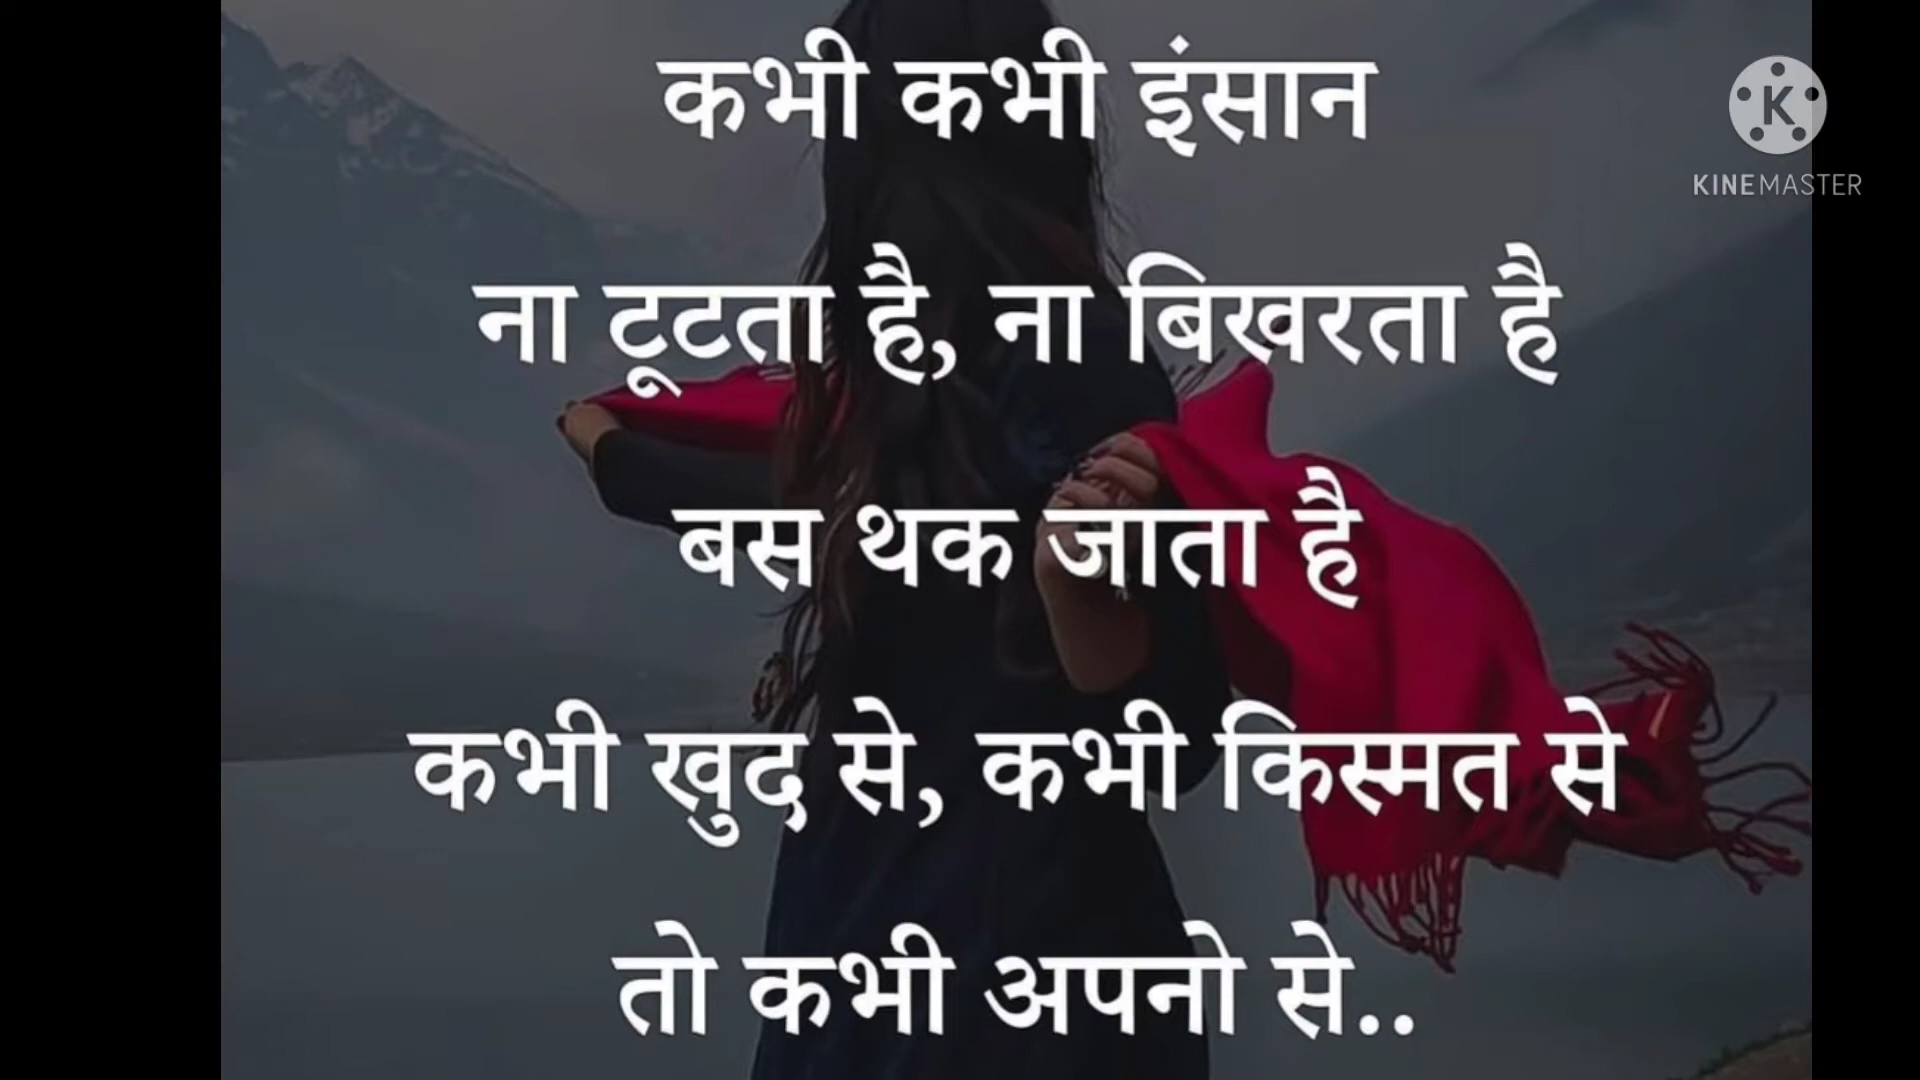 कभी कभी इंसान
K
KINEMASTER
ना टूटता है, ना बिखरता है
बस थक जाता है
कभी खुद से, कभी किस्मत से
तो कभी अपनो से..